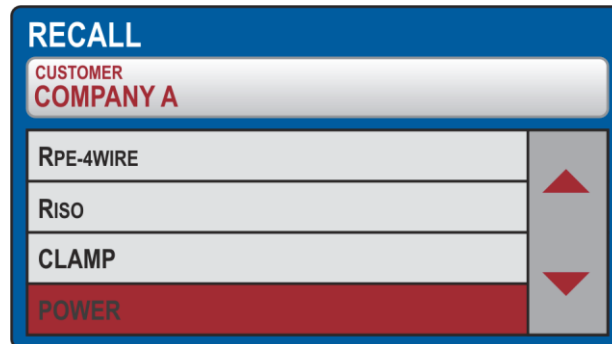 RECALL
CUSTOMER
COMPANY A
RPE-4WIRE
RISO
CLAMP
POWER